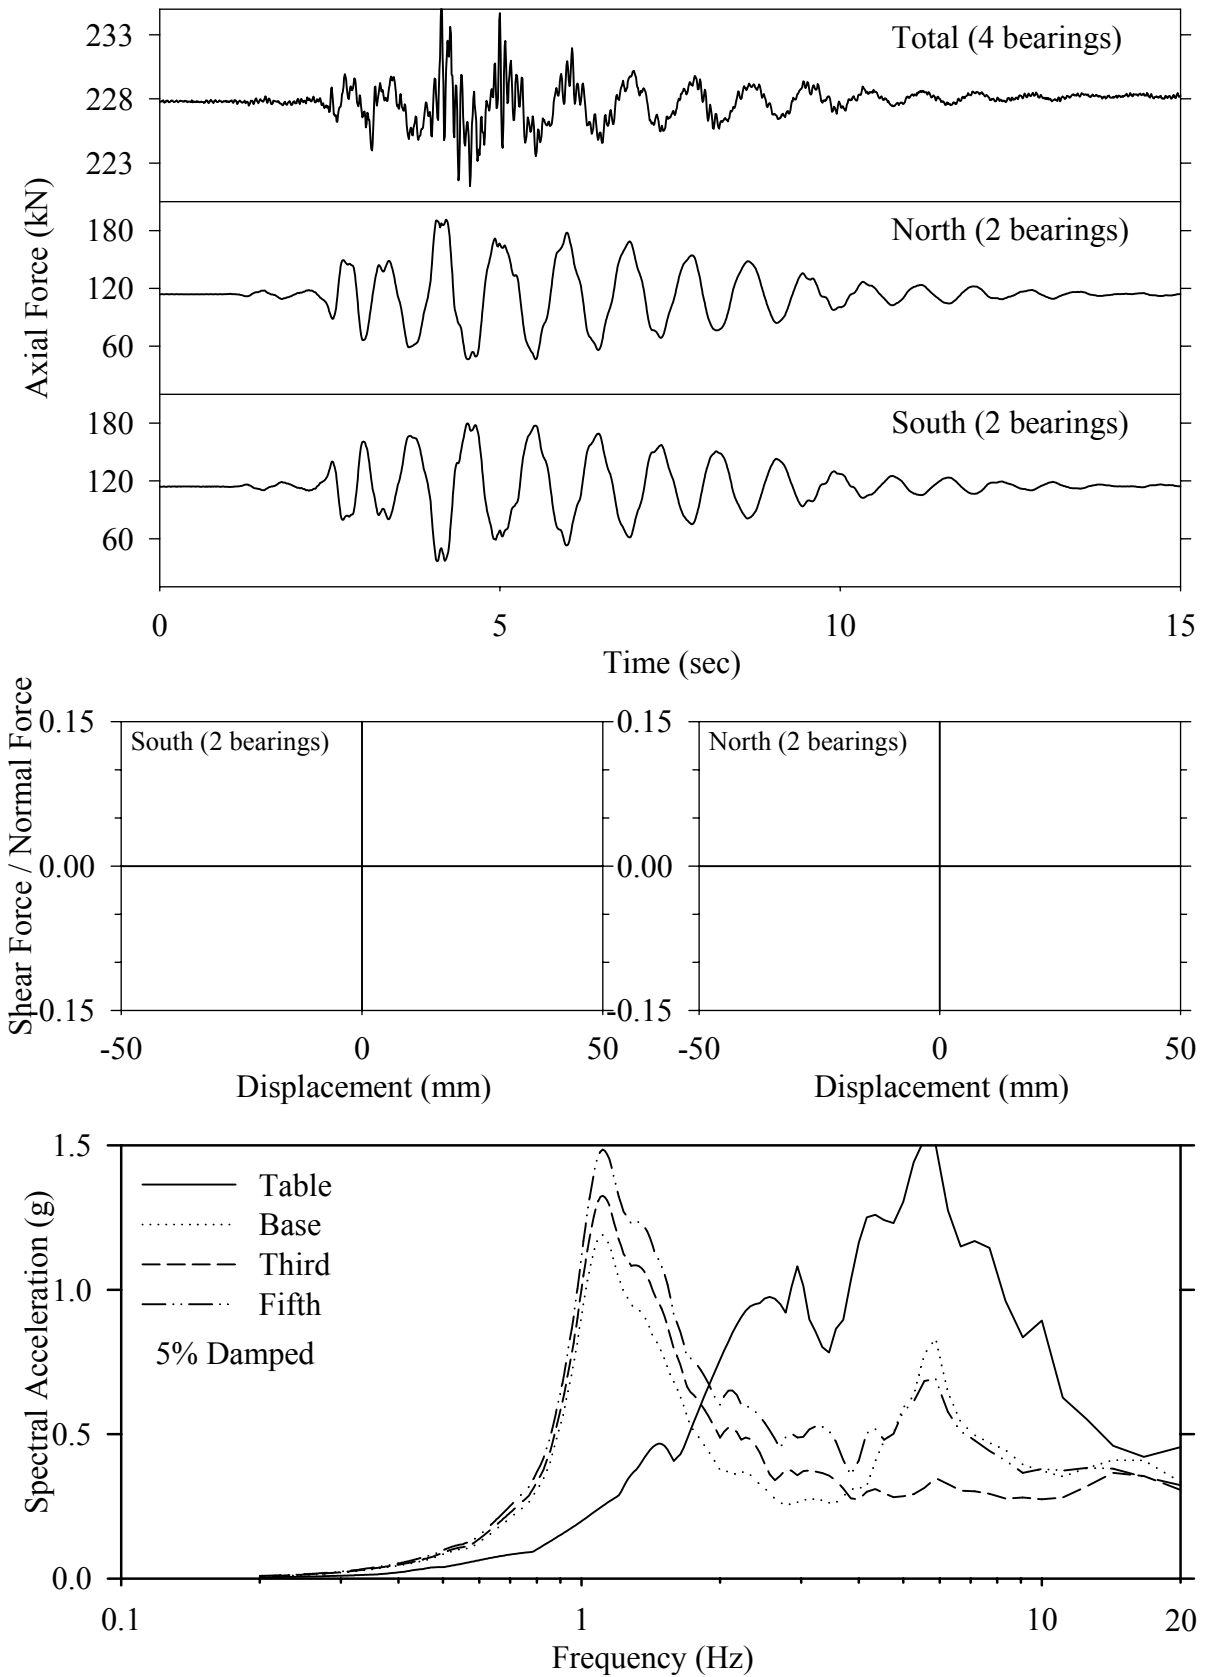 Axial Force (kN)
233
228
223
Total (4 bearings)
180
120
60
North (2 bearings)
180
120
60
South (2 bearings)
0
5
10
15
Time (sec)
Shear Force / Normal Force
0.15
0.00
-0.15
South (2 bearings)
-50
0
50
Displacement (mm)
0.15
0.00
-0.15
North (2 bearings)
-50
0
50
Displacement (mm)
Spectral Acceleration (g)
1.5
1.0
0.5
0.0
Table
Base
Third
Fifth
5% Damped
0.1
1
10
20
Frequency (Hz)